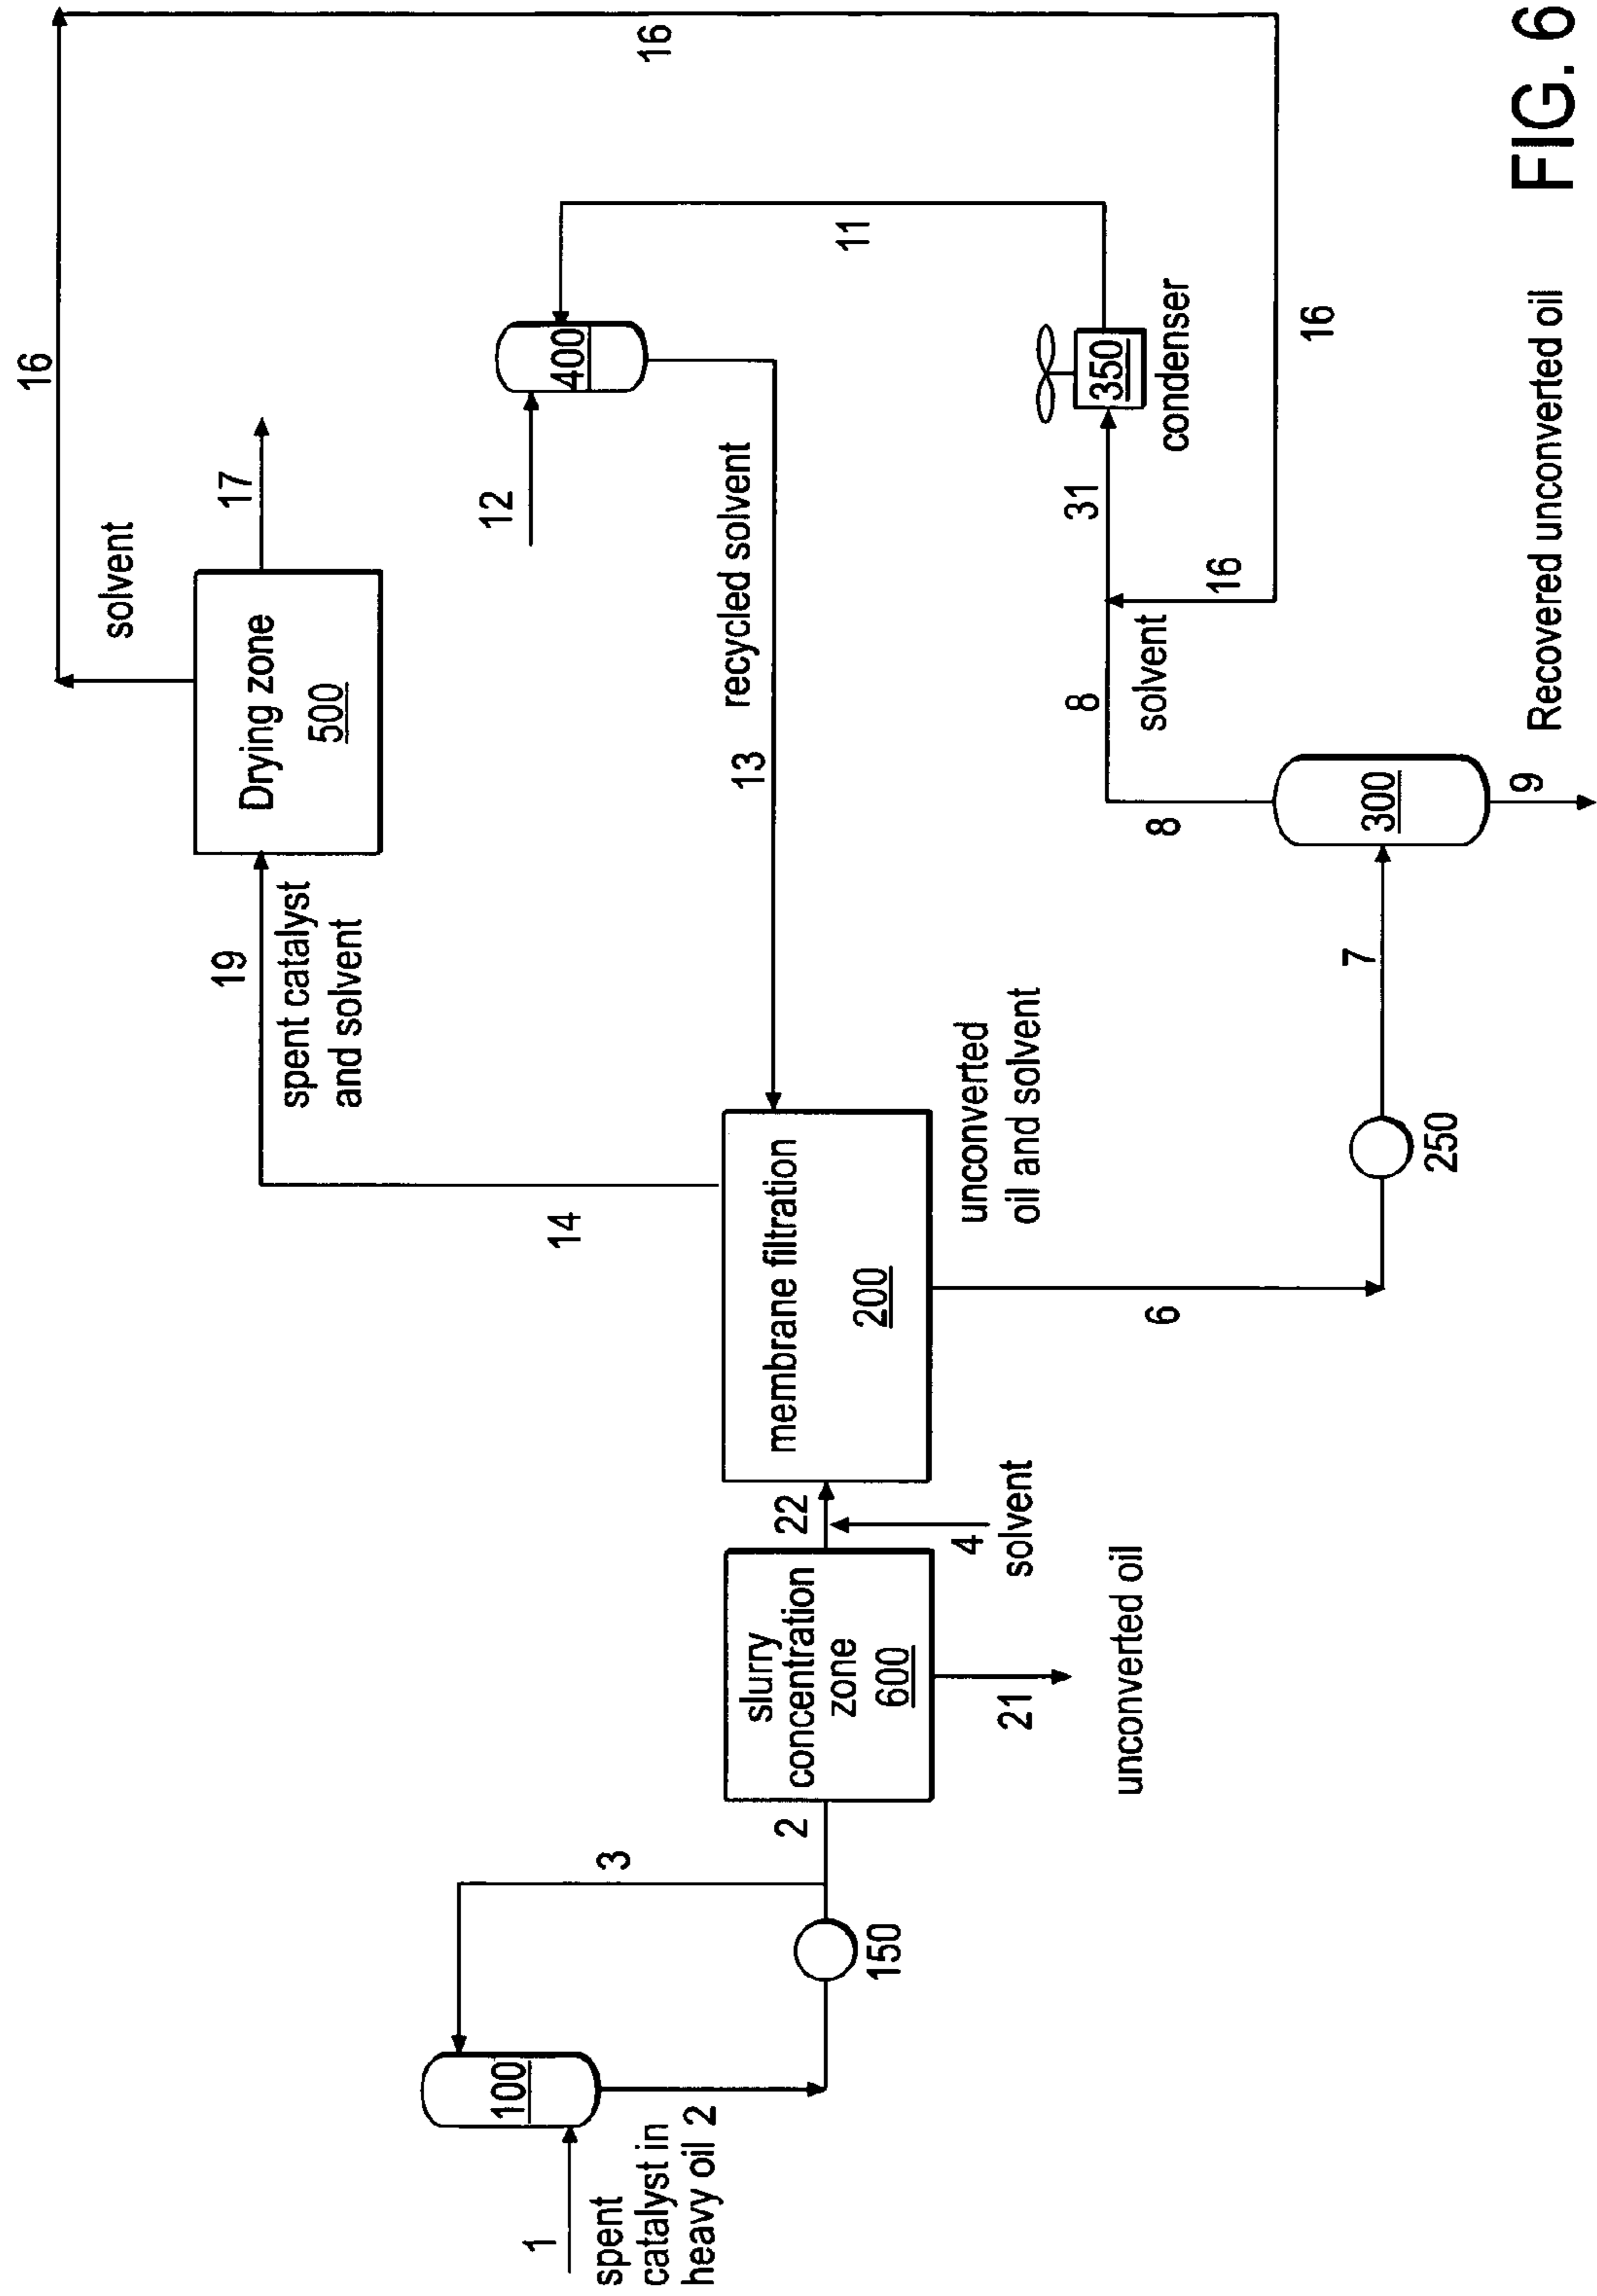 16
solvent
17
Drying zone
500
19
spent catalyst
and solvent
14
16
12
400
11
recycled solvent
13
1
100
spent
catalyst in
heavy oil 2
3
150
2
slurry
concentration
zone
600
22
4
solvent
21
unconverted oil
membrane filtration
200
unconverted
oil and solvent
6
250
7
8
8
solvent
31
350
condenser
16
16
300
9
Recovered unconverted oil
FIG. 6